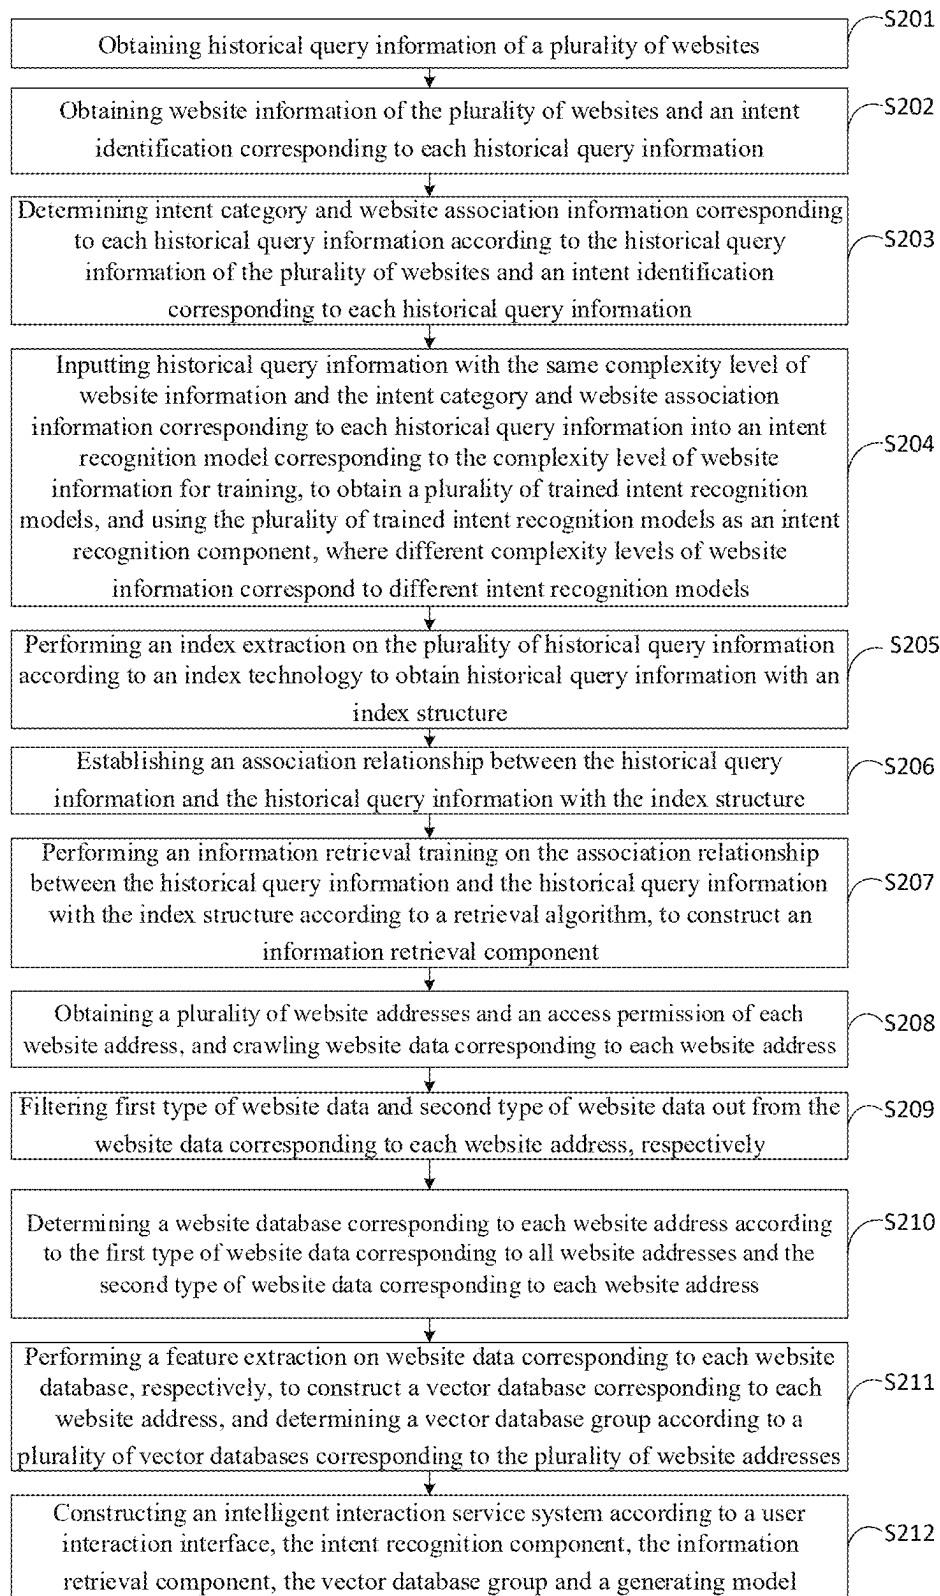 S201
Obtaining historical query information of a plurality of websites
S202
Obtaining website information of the plurality of websites and an intent
identification corresponding to each historical query information
Determining intent category and website association information corresponding
to each historical query information according to the historical query
information of the plurality of websites and an intent identification
corresponding to each historical query information
S203
Inputting historical query information with the same complexity level of
website information and the intent category and website association
information corresponding to each historical query information into an intent
recognition model corresponding to the complexity level of website
information for training, to obtain a plurality of trained intent recognition
models, and using the plurality of trained intent recognition models as an intent
recognition component, where different complexity levels of website
information correspond to different intent recognition models
S204
Performing an index extraction on the plurality of historical query information
according to an index technology to obtain historical query information with an
index structure
S205
Establishing an association relationship between the historical query
information and the historical query information with the index structure
S206
Performing an information retrieval training on the association relationship
between the historical query information and the historical query information
with the index structure according to a retrieval algorithm, to construct an
information retrieval component
S207
Obtaining a plurality of website addresses and an access permission of each
website address, and crawling website data corresponding to each website address
S208
Filtering first type of website data and second type of website data out from the
website data corresponding to each website address, respectively
S209
Determining a website database corresponding to each website address according
to the first type of website data corresponding to all website addresses and the
second type of website data corresponding to each website address
S210
Performing a feature extraction on website data corresponding to each website
database, respectively, to construct a vector database corresponding to each
website address, and determining a vector database group according to a
plurality of vector databases corresponding to the plurality of website addresses
S211
Constructing an intelligent interaction service system according to a user
interaction interface, the intent recognition component, the information
retrieval component, the vector database group and a generating model
S212